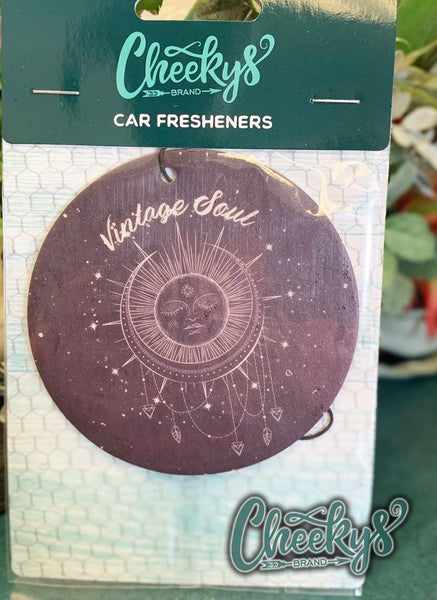 Cheekys
BRAND
CAR FRESHENERS
Vintage Soul
Cheekys
BRAND